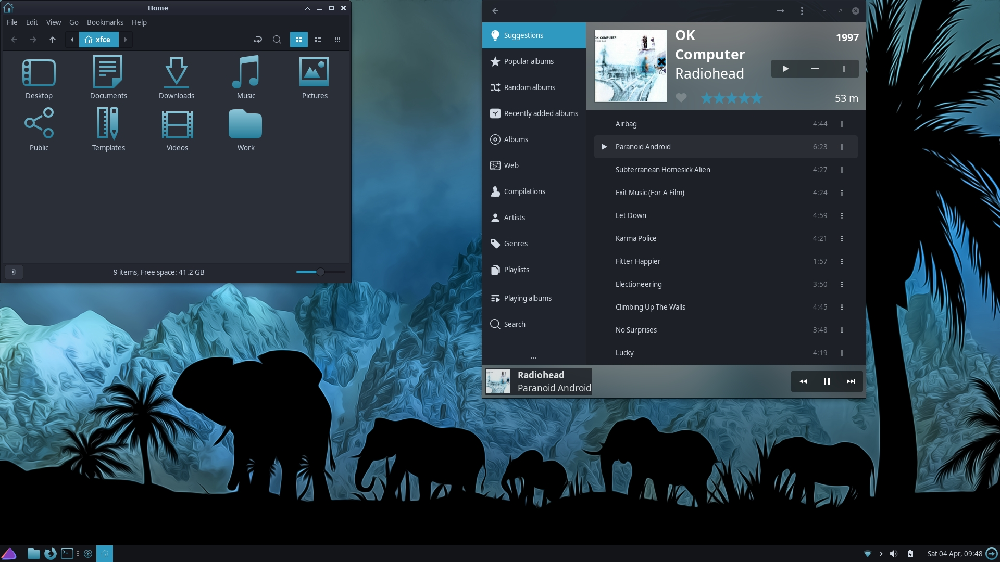 Home
File Edit View Go Bookmarks Help
xfce
Desktop Documents Downloads Music Pictures
Public Templates Videos Work
9 items, Free space: 41.2 GB
Suggestions
Popular albums
Random albums
Recently added albums
Albums
Web
Compilations
Artists
Genres
Playlists
Playing albums
Search
OK COMPUTER
OK
Computer
Radiohead
1997
53 m
Airbag 4:44
Paranoid Android 6:23
Subterranean Homesick Alien 4:27
Exit Music (For A Film) 4:24
Let Down 4:59
Karma Police 4:21
Fitter Happier 1:57
Electioneering 3:50
Climbing Up The Walls 4:45
No Surprises 3:48
Lucky 4:19
Radiohead
Paranoid Android
Sat 04 Apr, 09:48